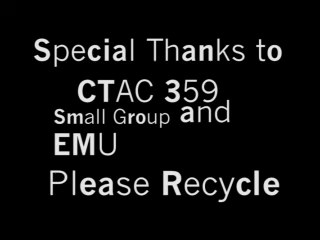 Special Thanks to
CTAC 359
Small Group and
EMU
Please Recycle